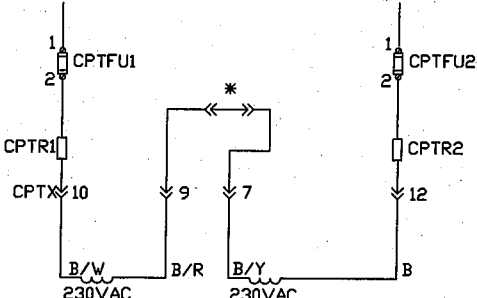 1 CPTFU1 1 CPTFU2
2 2
*
CPTR1 CPTR2
CPTX 10 9 7 12
B/W B/R B/Y B
230VAC 230VAC